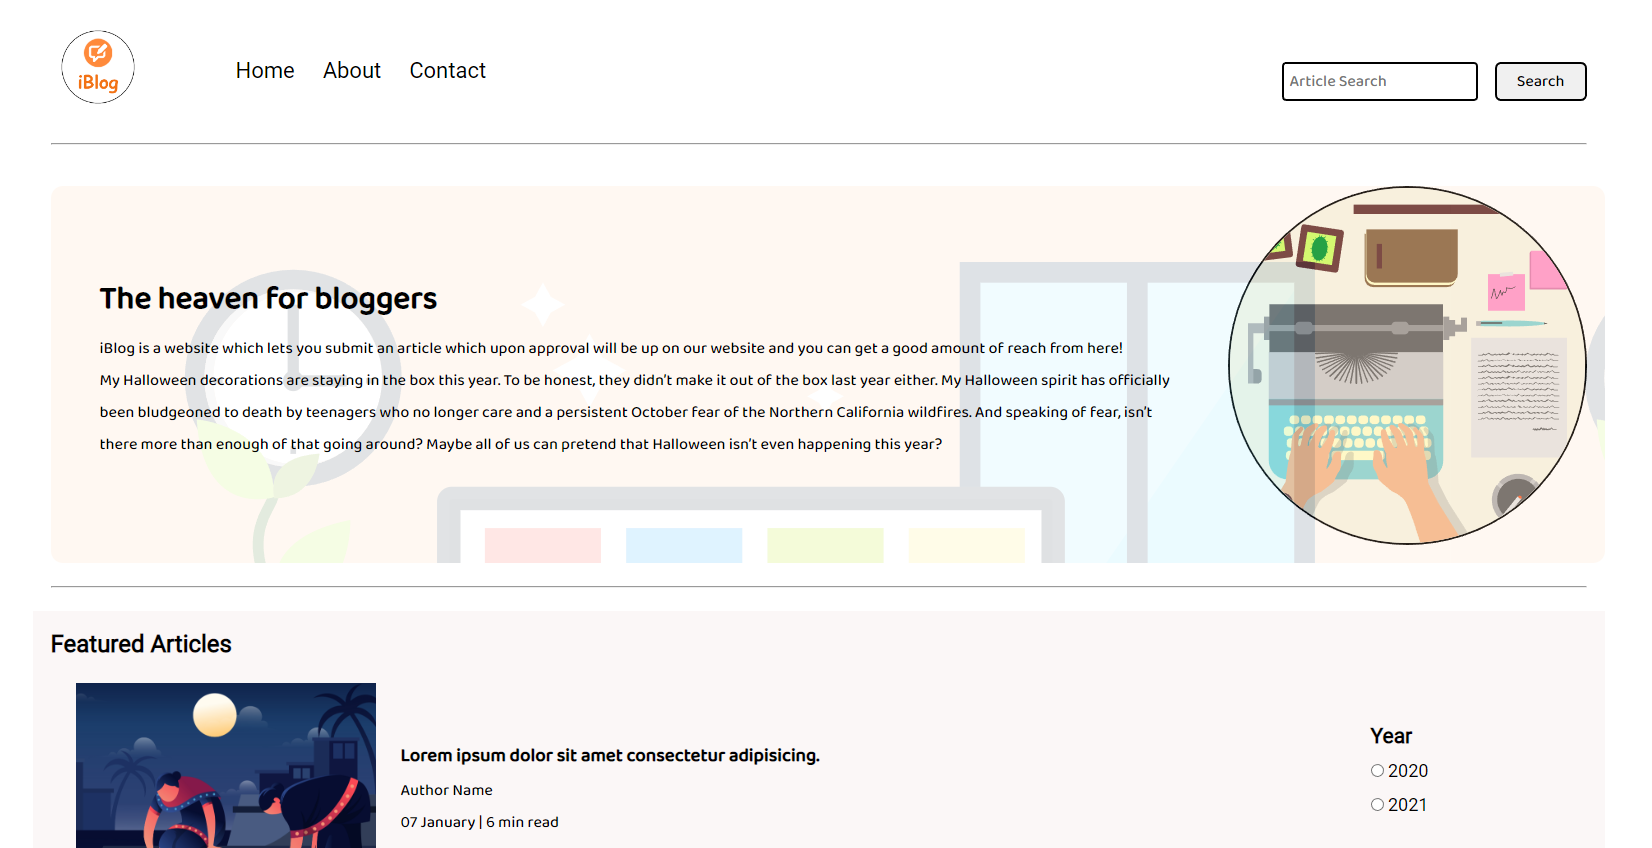 iBlog
Home About Contact
Article Search
Search
The heaven for bloggers
iBlog is a website which lets you submit an article which upon approval will be up on our website and you can get a good amount of reach from here!
My Halloween decorations are staying in the box this year. To be honest, they didn’t make it out of the box last year either. My Halloween spirit has officially
been bludgeoned to death by teenagers who no longer care and a persistent October fear of the Northern California wildfires. And speaking of fear, isn’t
there more than enough of that going around? Maybe all of us can pretend that Halloween isn’t even happening this year?
Featured Articles
Lorem ipsum dolor sit amet consectetur adipisicing.
Author Name
07 January | 6 min read
Year
2020
2021